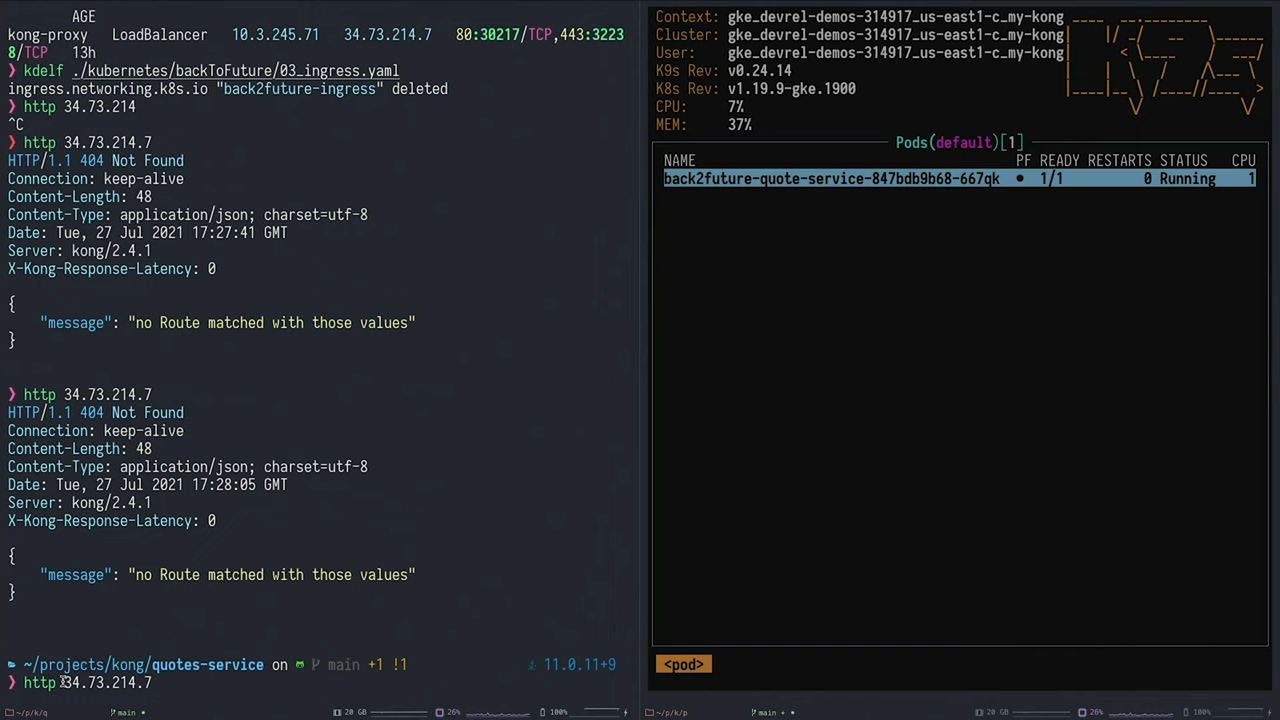 AGE
kong-proxy LoadBalancer 10.3.245.71 34.73.214.7 80:30217/TCP,443:3223
8/TCP 13h
❯ kdelf ./kubernetes/backToFuture/03_ingress.yaml
ingress.networking.k8s.io "back2future-ingress" deleted
❯ http 34.73.214
^C
❯ http 34.73.214.7
HTTP/1.1 404 Not Found
Connection: keep-alive
Content-Length: 48
Content-Type: application/json; charset=utf-8
Date: Tue, 27 Jul 2021 17:27:41 GMT
Server: kong/2.4.1
X-Kong-Response-Latency: 0
{
"message": "no Route matched with those values"
}
❯ http 34.73.214.7
HTTP/1.1 404 Not Found
Connection: keep-alive
Content-Length: 48
Content-Type: application/json; charset=utf-8
Date: Tue, 27 Jul 2021 17:28:05 GMT
Server: kong/2.4.1
X-Kong-Response-Latency: 0
{
"message": "no Route matched with those values"
}
~/projects/kong/quotes-service on main +1 !1 11.0.11+9
❯ http 34.73.214.7
~/p/k/q main • 20 GB 26% 100%
Context: gke_devrel-demos-314917_us-east1-c_my-kong
Cluster: gke_devrel-demos-314917_us-east1-c_my-kong
User: gke_devrel-demos-314917_us-east1-c_my-kong
K9s Rev: v0.24.14
K8s Rev: v1.19.9-gke.1900
CPU: 7%
MEM: 37%
Pods(default)[1]
NAME PF READY RESTARTS STATUS CPU
back2future-quote-service-847bdb9b68-667qk ● 1/1 0 Running 1
<pod>
~/p/k/p main + • 20 GB 26% 100%